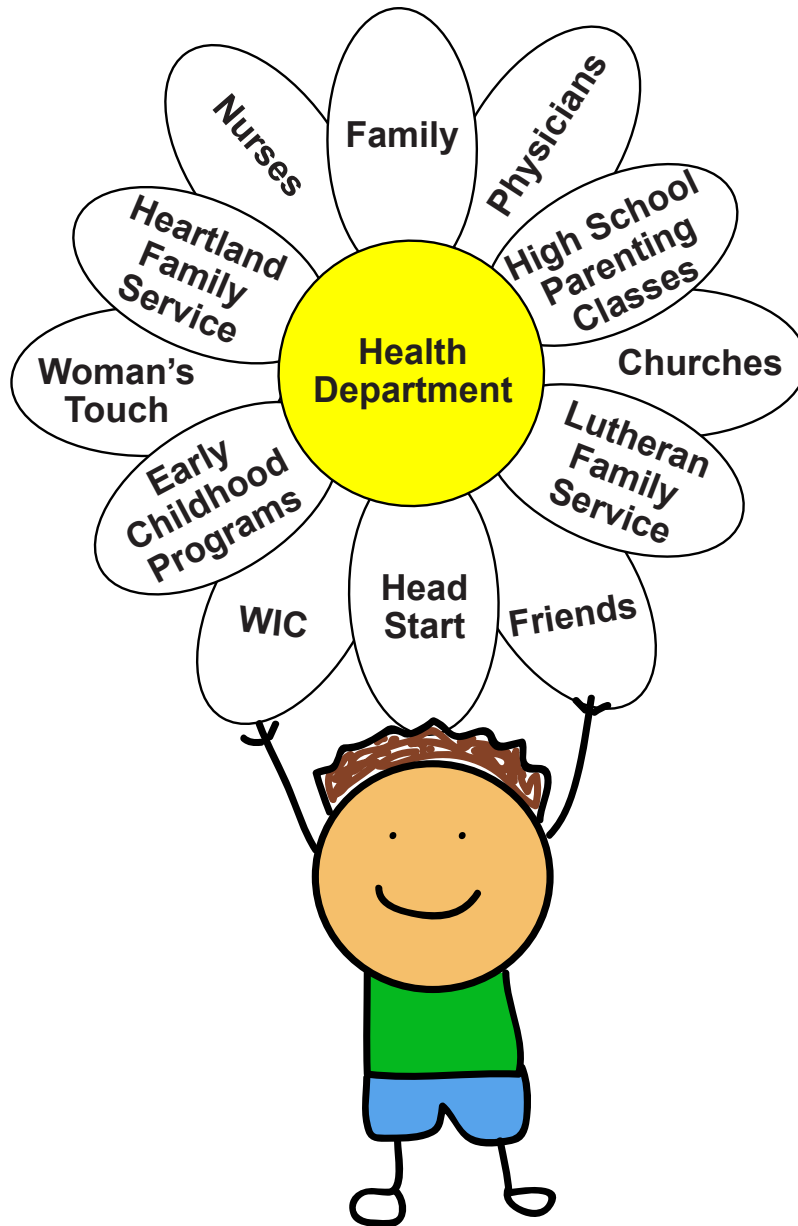 Family
Physicians
High School
Parenting
Classes
Churches
Lutheran
Family
Service
Friends
Head
Start
WIC
Early
Childhood
Programs
Woman's
Touch
Heartland
Family
Service
Nurses
Health
Department